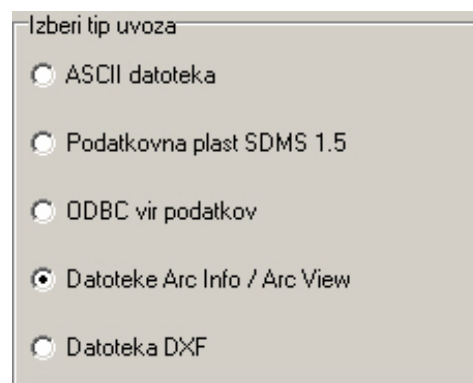 Izberi tip uvoza
ASCII datoteka
Podatkovna plast SDMS 1.5
ODBC vir podatkov
Datoteke Arc Info / Arc View
Datoteka DXF